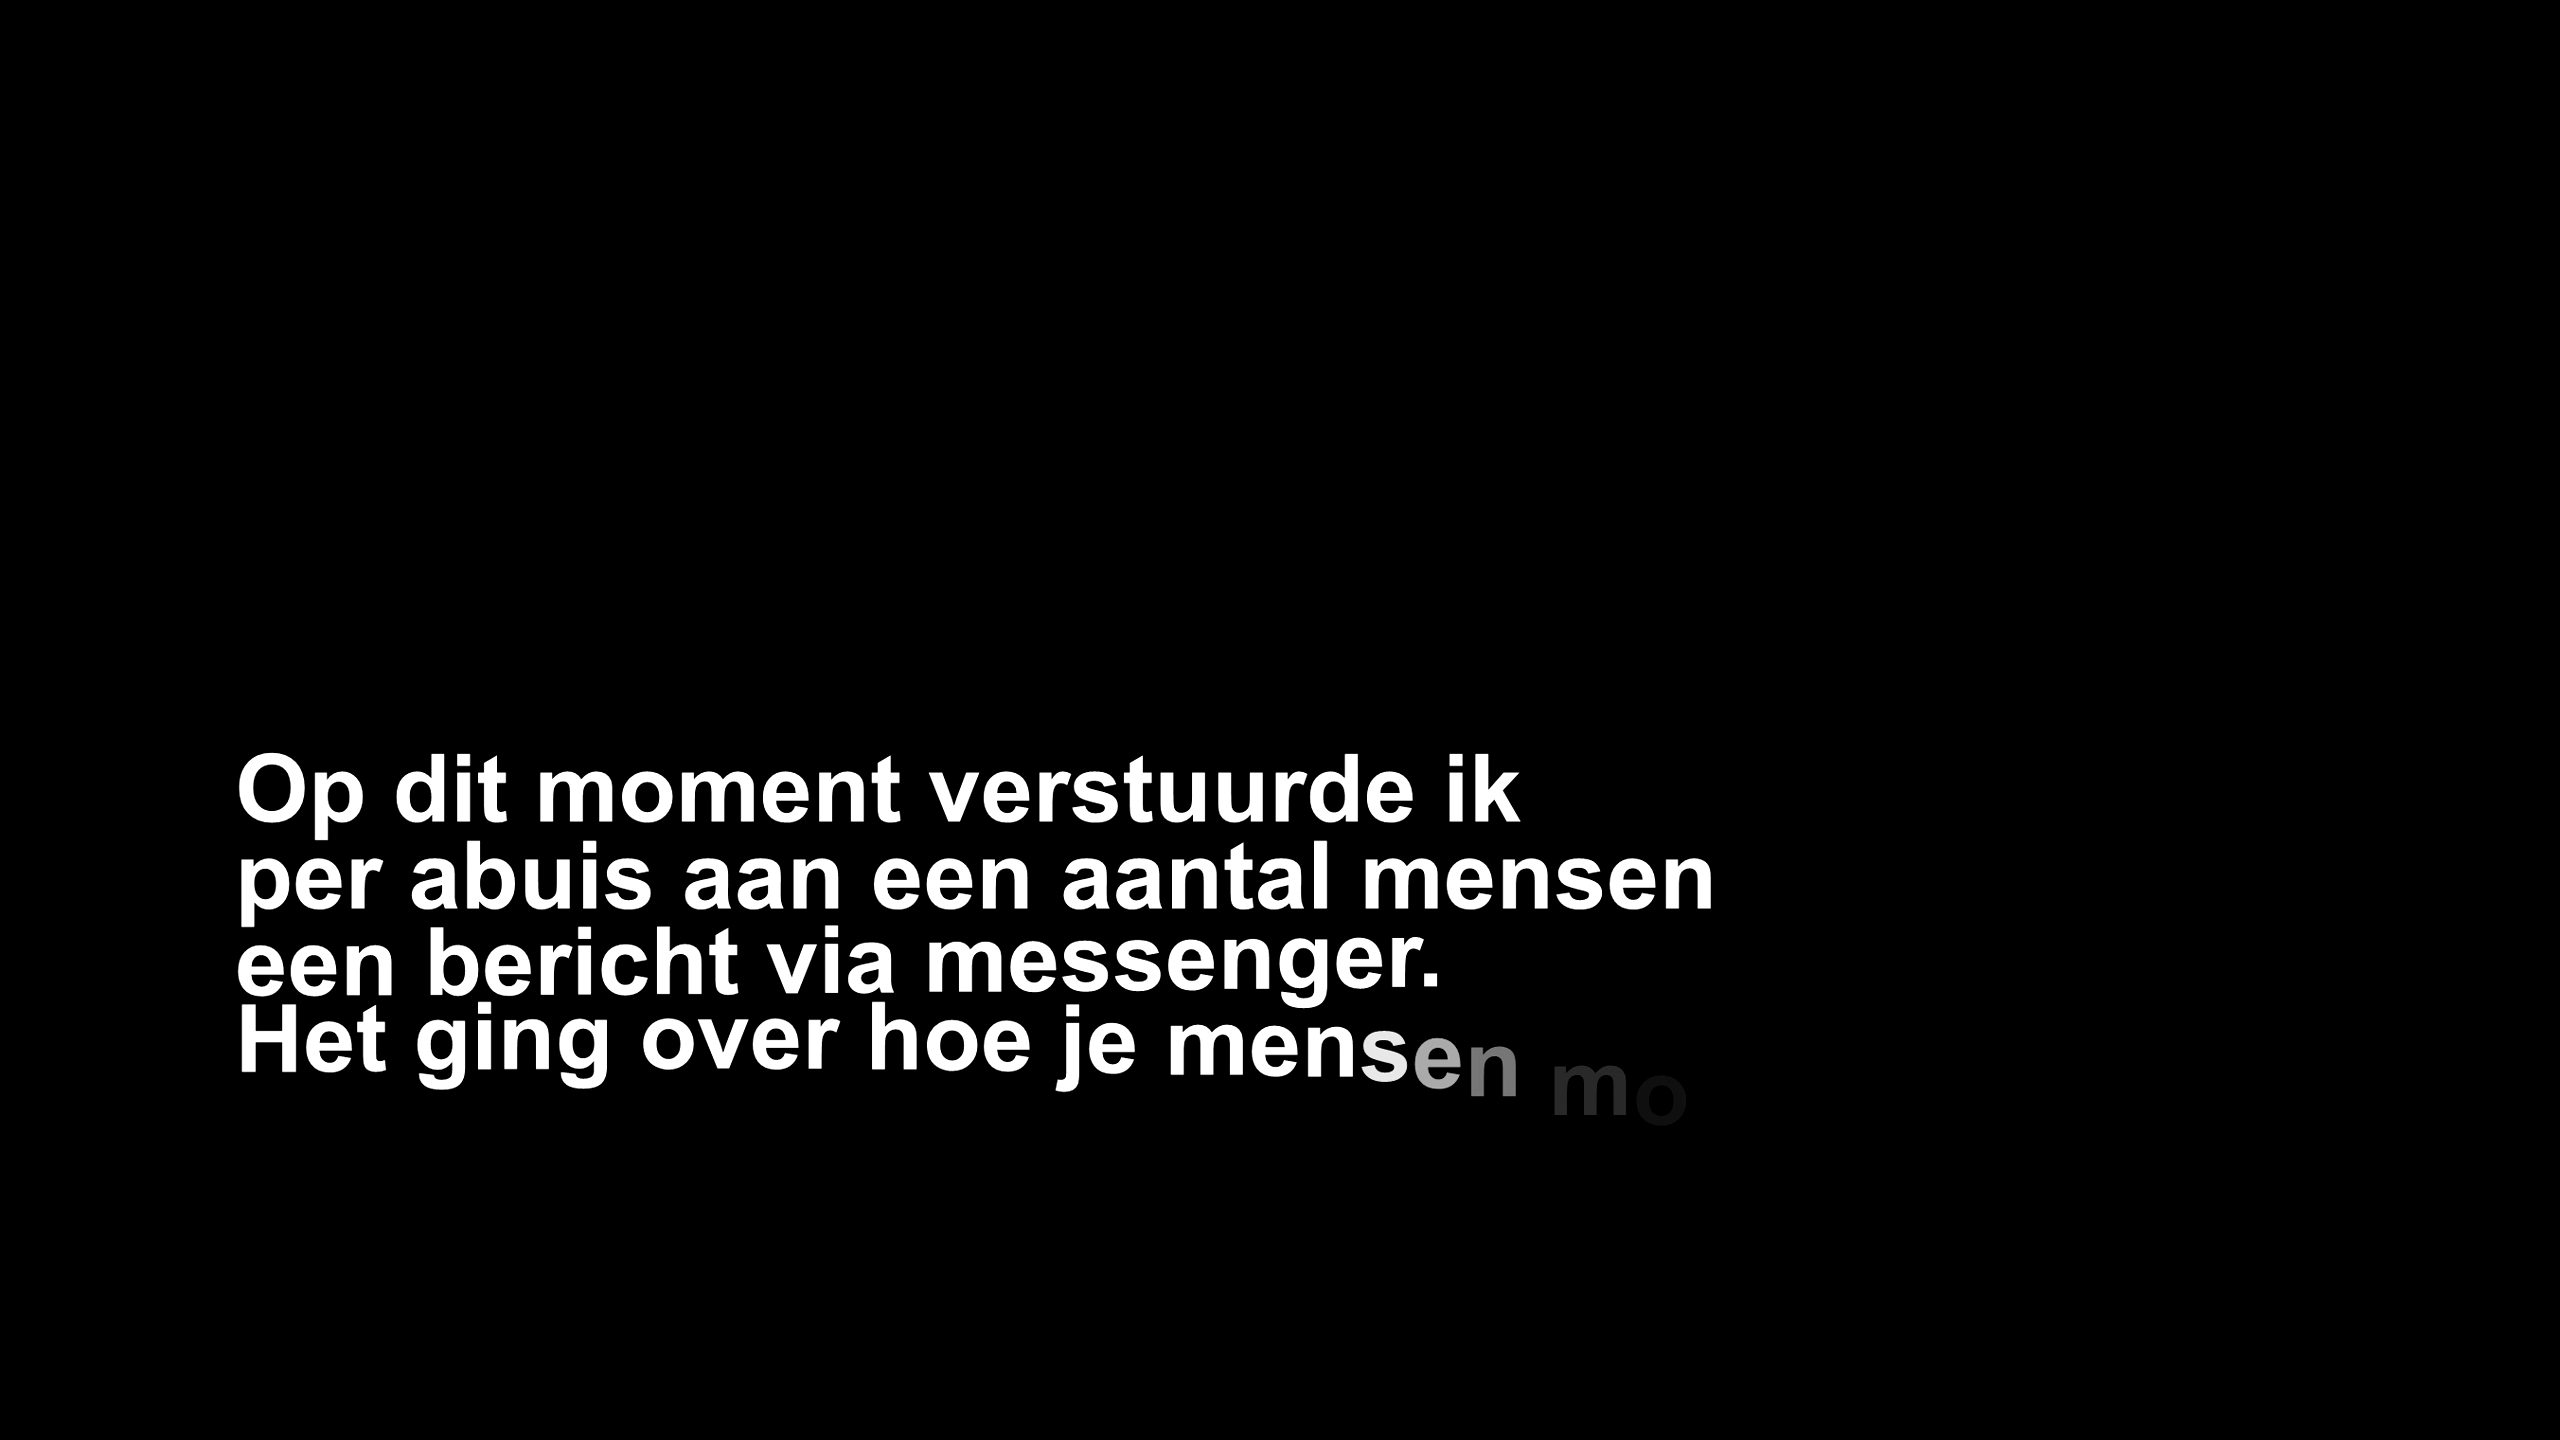 Op dit moment verstuurde ik
per abuis aan een aantal mensen
een bericht via messenger.
Het ging over hoe je mensen mo